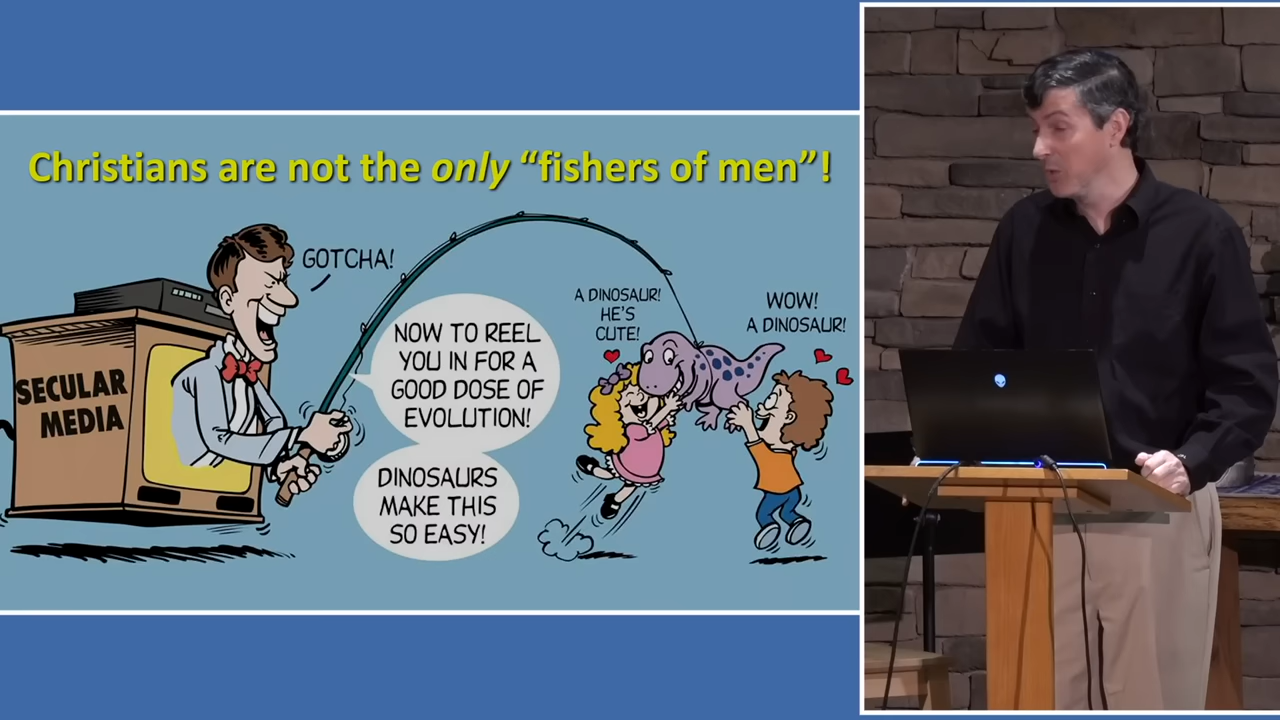 Christians are not the only “fishers of men”!
GOTCHA!
A DINOSAUR!
HE'S
CUTE!
WOW!
A DINOSAUR!
NOW TO REEL
YOU IN FOR A
GOOD DOSE OF
EVOLUTION!
SECULAR
MEDIA
DINOSAURS
MAKE THIS
SO EASY!